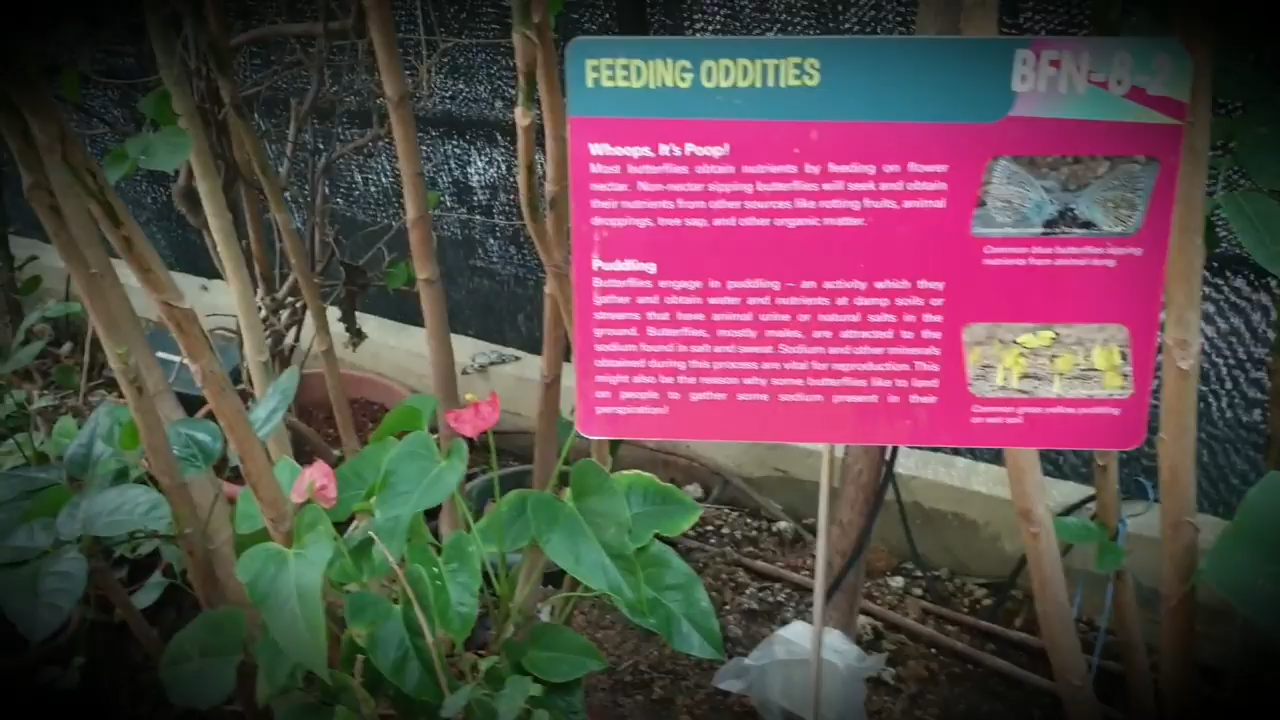 FEEDING ODDITIES
BFN-8-2
Whoops, It's Poop!
Most butterflies obtain nutrients by feeding on flower
nectar. Non-nectar sipping butterflies will seek and obtain
their nutrients from other sources like rotting fruits, animal
droppings, tree sap, and other organic matter.
Common blue butterflies sipping
nutrients from animal dung.
Puddling
Butterflies engage in puddling – an activity which they
gather and obtain water and nutrients at damp soils or
streams that have animal urine or natural salts in the
ground. Butterflies, mostly males, are attracted to the
sodium found in salt and sweat. Sodium and other minerals
obtained during this process are vital for reproduction. This
might also be the reason why some butterflies like to land
on people to gather some sodium present in their
perspiration!
Common grass yellow puddling
on wet soil.